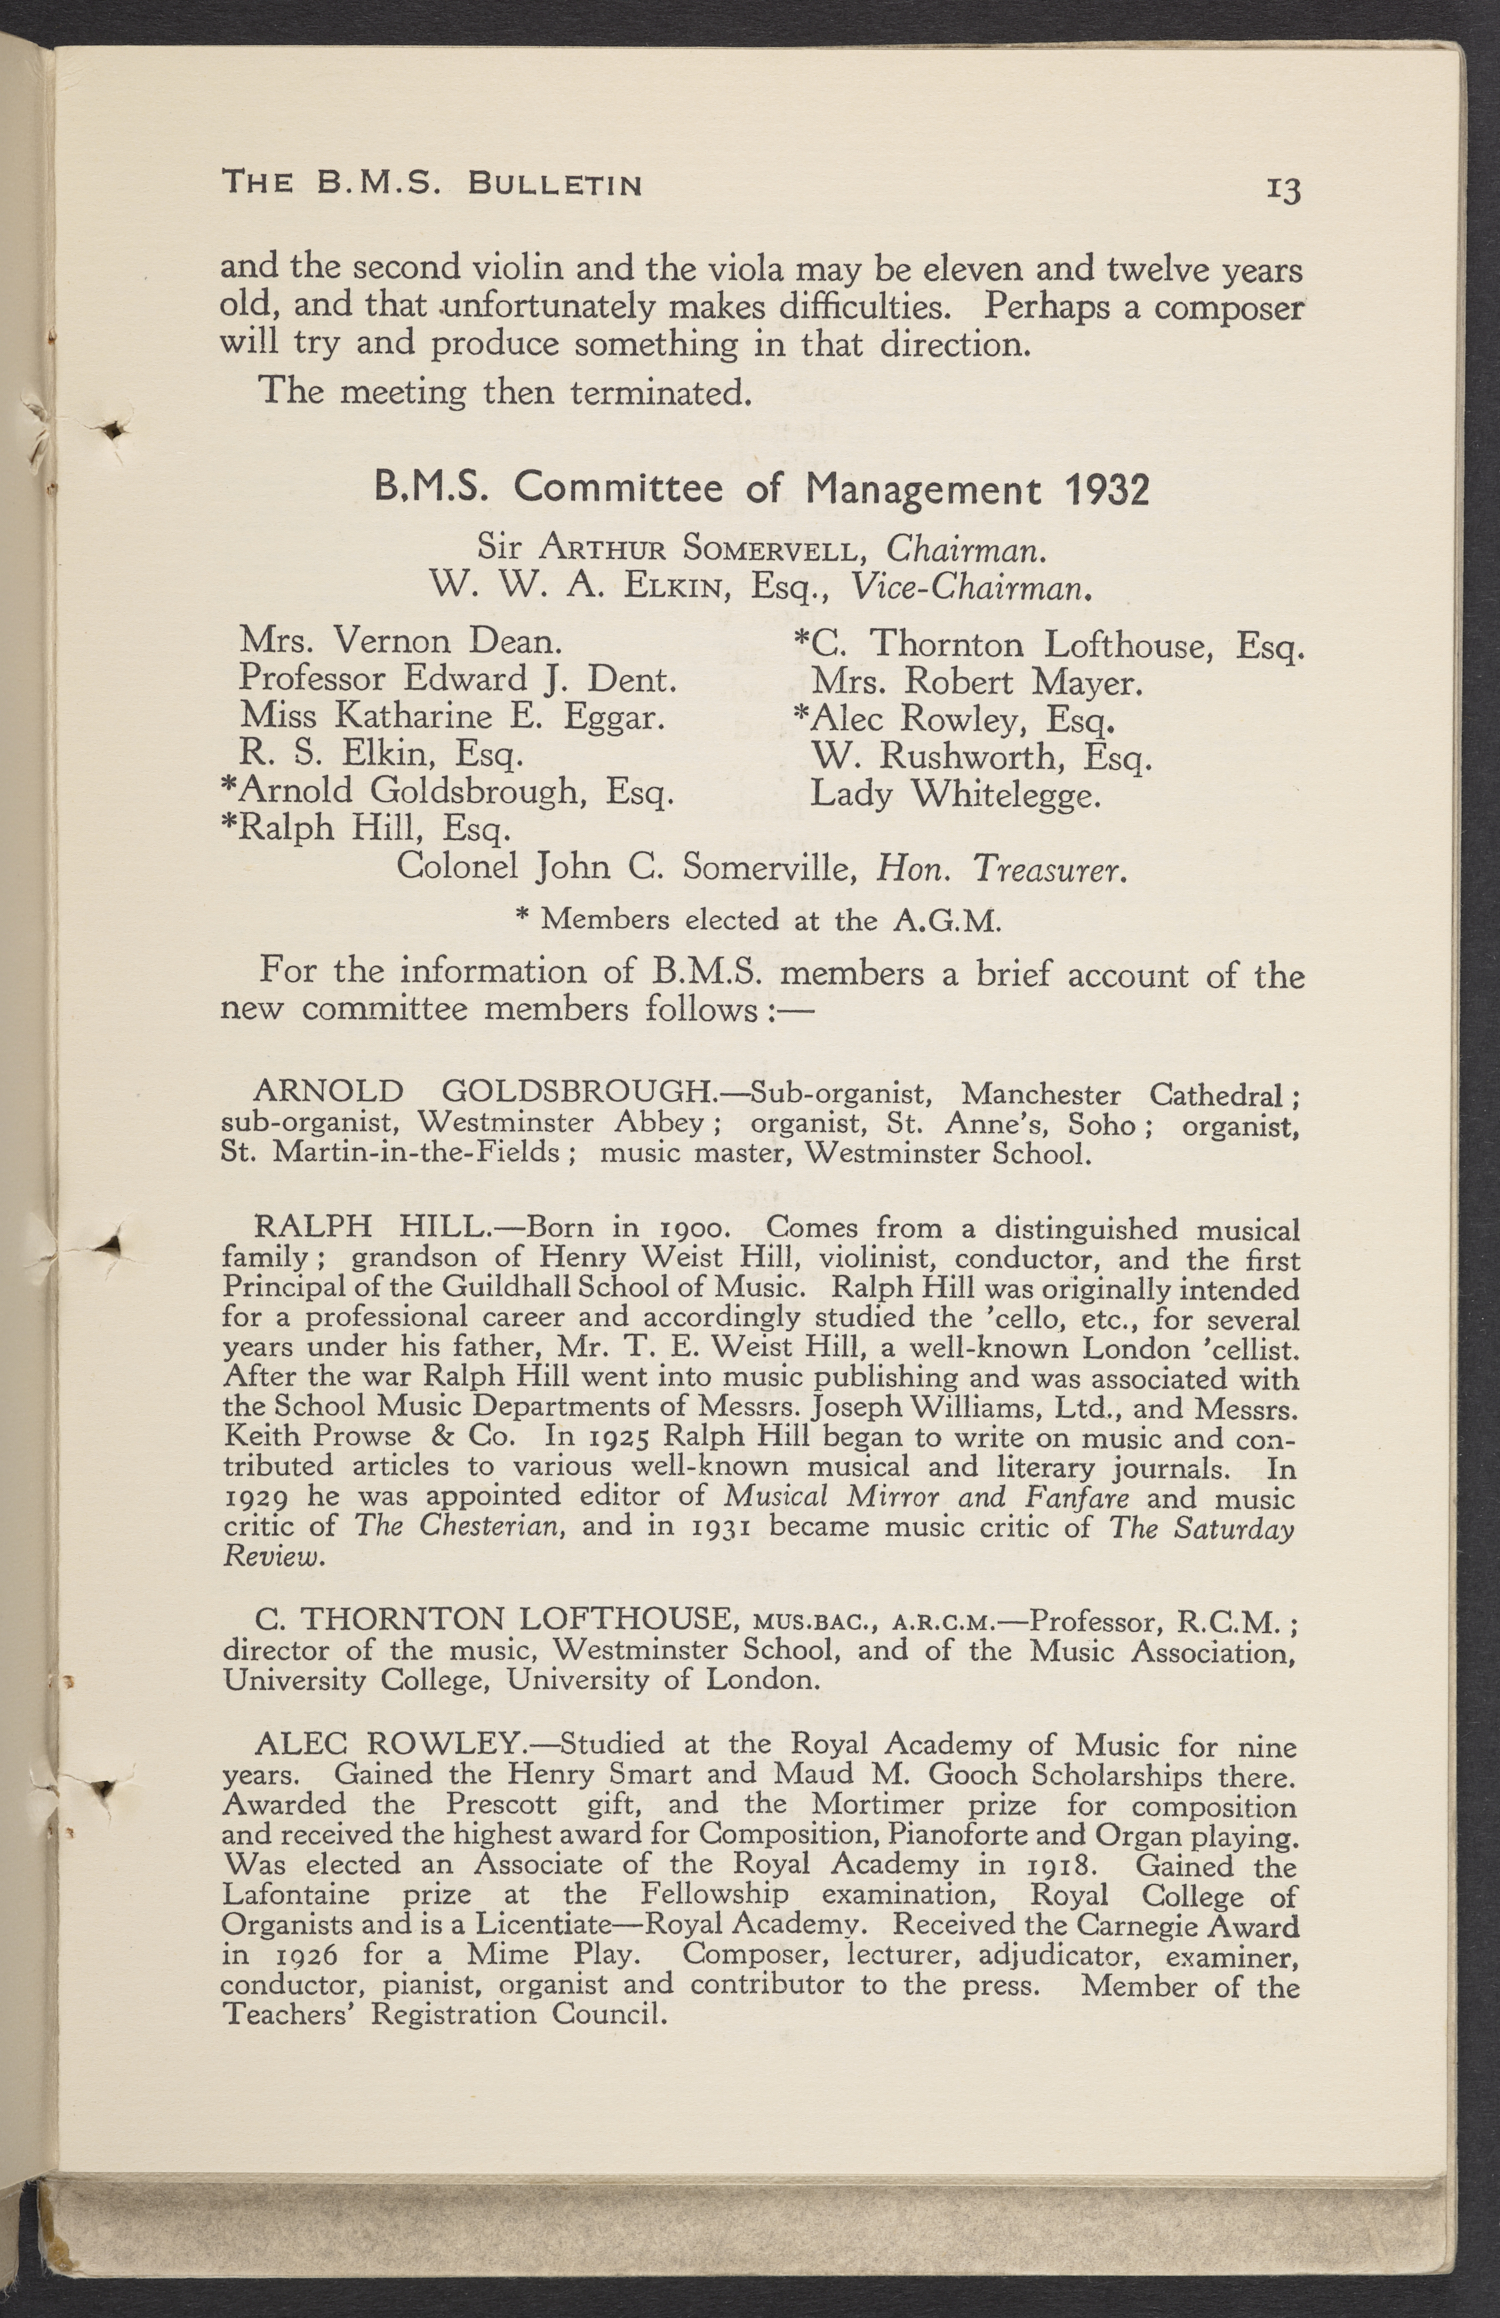 THE B.M.S. BULLETIN 13
and the second violin and the viola may be eleven and twelve years
old, and that unfortunately makes difficulties. Perhaps a composer
will try and produce something in that direction.
The meeting then terminated.
B.M.S. Committee of Management 1932
Sir ARTHUR SOMERVELL, Chairman.
W. W. A. ELKIN, Esq., Vice-Chairman.
Mrs. Vernon Dean.
Professor Edward J. Dent.
Miss Katharine E. Eggar.
R. S. Elkin, Esq.
*Arnold Goldsbrough, Esq.
*Ralph Hill, Esq.
*C. Thornton Lofthouse, Esq.
Mrs. Robert Mayer.
*Alec Rowley, Esq.
W. Rushworth, Esq.
Lady Whitelegge.
Colonel John C. Somerville, Hon. Treasurer.
* Members elected at the A.G.M.
For the information of B.M.S. members a brief account of the
new committee members follows :—
ARNOLD GOLDSBROUGH.—Sub-organist, Manchester Cathedral ;
sub-organist, Westminster Abbey ; organist, St. Anne's, Soho ; organist,
St. Martin-in-the-Fields ; music master, Westminster School.
RALPH HILL.—Born in 1900. Comes from a distinguished musical
family ; grandson of Henry Weist Hill, violinist, conductor, and the first
Principal of the Guildhall School of Music. Ralph Hill was originally intended
for a professional career and accordingly studied the 'cello, etc., for several
years under his father, Mr. T. E. Weist Hill, a well-known London 'cellist.
After the war Ralph Hill went into music publishing and was associated with
the School Music Departments of Messrs. Joseph Williams, Ltd., and Messrs.
Keith Prowse & Co. In 1925 Ralph Hill began to write on music and con-
tributed articles to various well-known musical and literary journals. In
1929 he was appointed editor of Musical Mirror and Fanfare and music
critic of The Chesterian, and in 1931 became music critic of The Saturday
Review.
C. THORNTON LOFTHOUSE, MUS.BAC., A.R.C.M.—Professor, R.C.M. ;
director of the music, Westminster School, and of the Music Association,
University College, University of London.
ALEC ROWLEY.—Studied at the Royal Academy of Music for nine
years. Gained the Henry Smart and Maud M. Gooch Scholarships there.
Awarded the Prescott gift, and the Mortimer prize for composition
and received the highest award for Composition, Pianoforte and Organ playing.
Was elected an Associate of the Royal Academy in 1918. Gained the
Lafontaine prize at the Fellowship examination, Royal College of
Organists and is a Licentiate—Royal Academy. Received the Carnegie Award
in 1926 for a Mime Play. Composer, lecturer, adjudicator, examiner,
conductor, pianist, organist and contributor to the press. Member of the
Teachers' Registration Council.